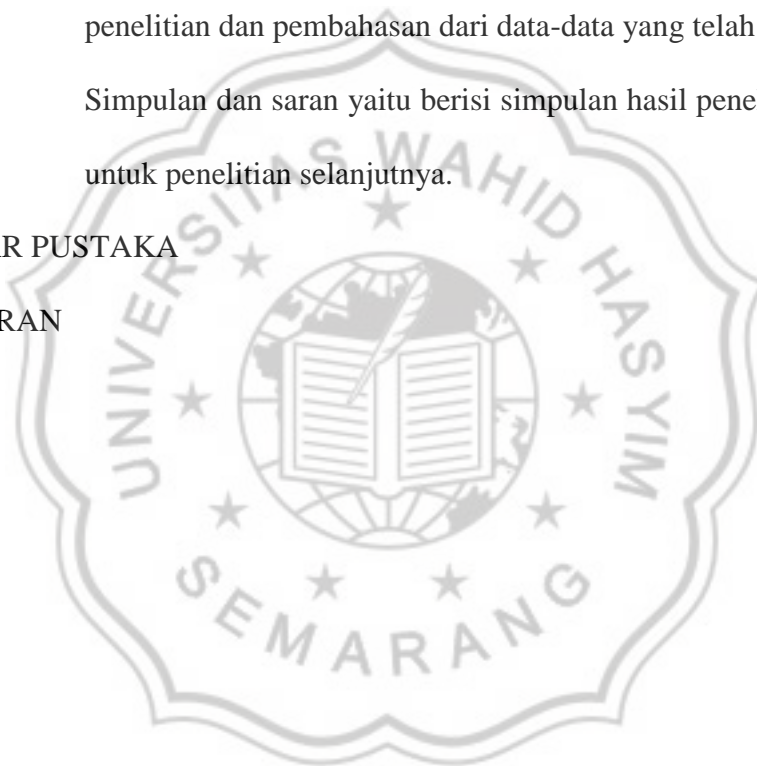 penelitian dan pembahasan dari data-data yang telah
Simpulan dan saran yaitu berisi simpulan hasil pene
untuk penelitian selanjutnya.
AR PUSTAKA
RAN
UNIVERSITAS WAHID HASYIM
SEMARANG